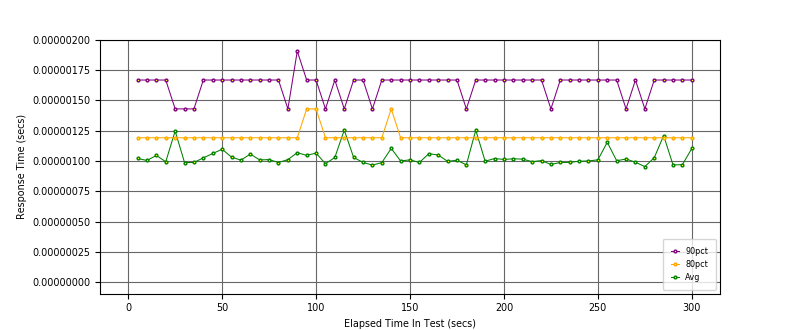 0.00000200
0.00000175
0.00000150
0.00000125
0.00000100
0.00000075
0.00000050
0.00000025
0.00000000
Response Time (secs)
0 50 100 150 200 250 300
Elapsed Time In Test (secs)
90pct
80pct
Avg